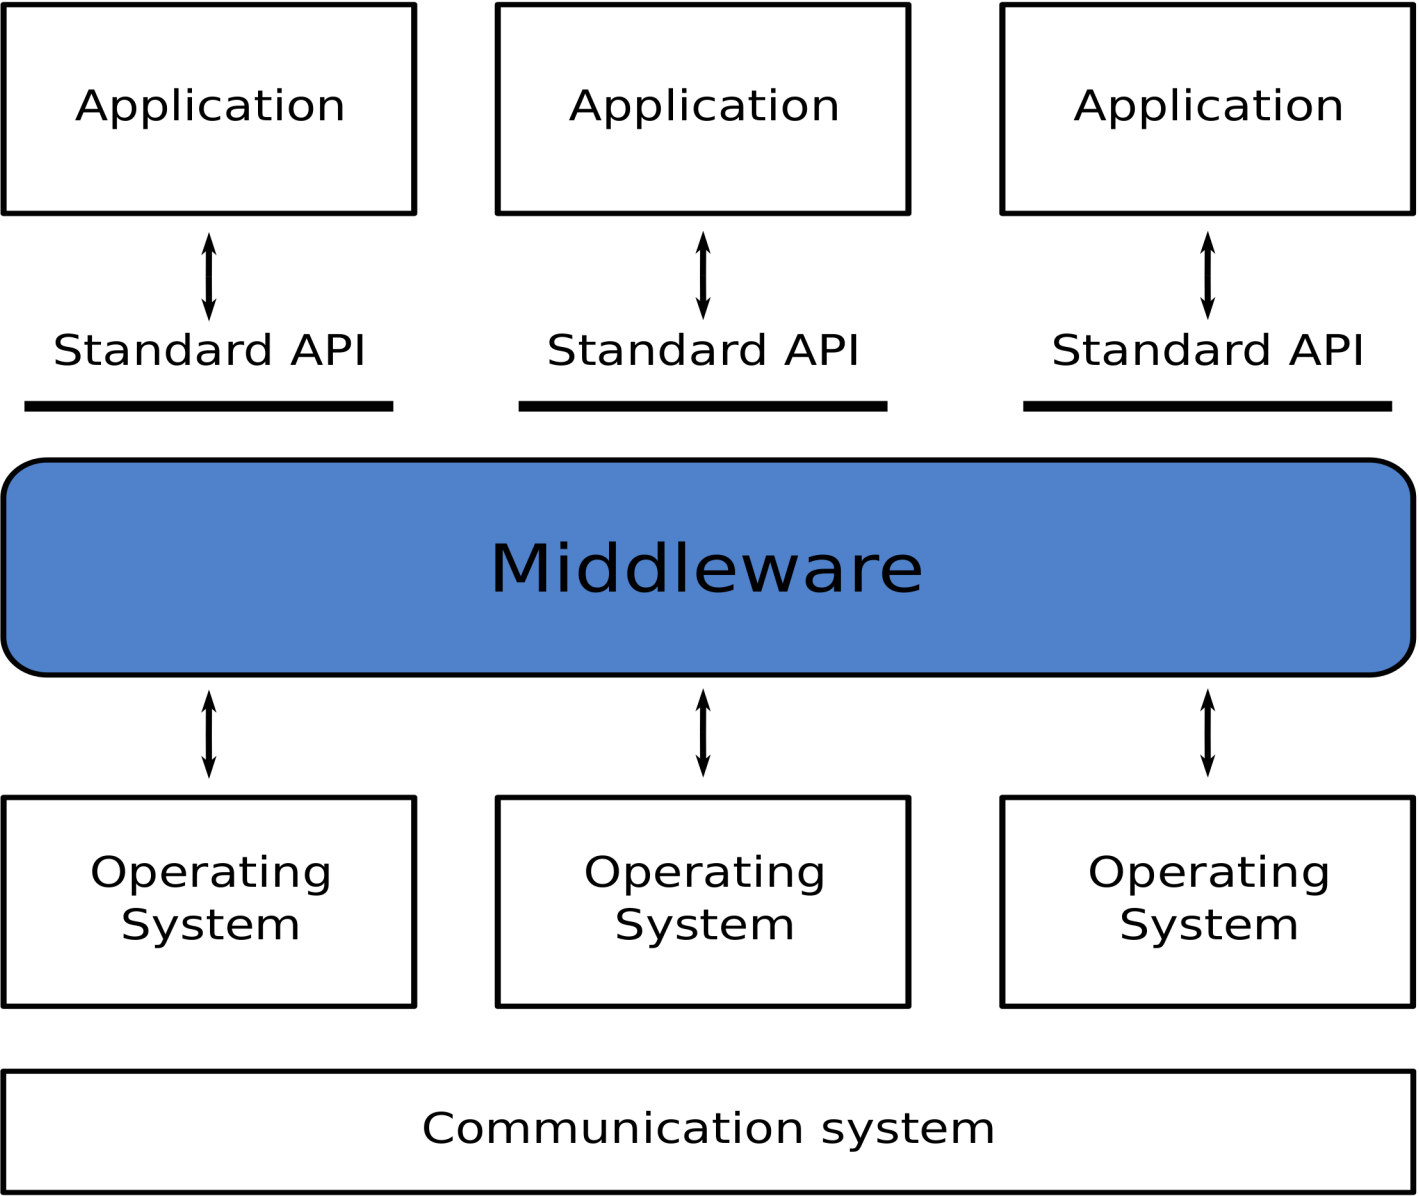 Application
Application
Application
Standard API
Standard API
Standard API
Middleware
Operating
System
Operating
System
Operating
System
Communication system